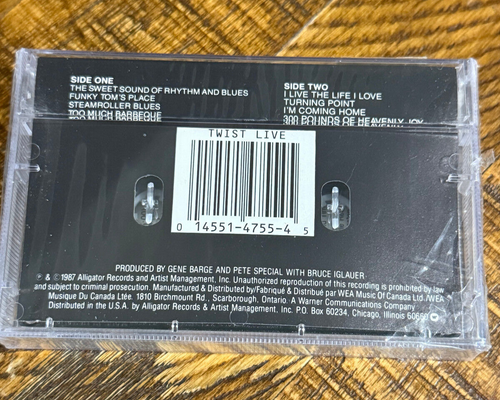 SIDE ONE
THE SWEET SOUND OF RHYTHM AND BLUES
FUNKY TOM'S PLACE
STEAMROLLER BLUES
TOO MUCH BARBEQUE
SIDE TWO
I LIVE THE LIFE I LOVE
TURNING POINT
I'M COMING HOME
300 POUNDS OF HEAVENLY JOY
TWIST LIVE
0 14551-4755-4 5
PRODUCED BY GENE BARGE AND PETE SPECIAL WITH BRUCE IGLAUER
℗ & © 1987 Alligator Records and Artist Management, Inc. Unauthorized reproduction of this recording is prohibited by law
and subject to criminal prosecution. Manufactured & Distributed by/Fabriqué & Distribué par WEA Music Of Canada Ltd./WEA
Musique Du Canada Ltée. 1810 Birchmount Rd., Scarborough, Ontario. A Warner Communications Company
Distributed in the U.S.A. by Alligator Records & Artist Management, Inc. P.O. Box 60234, Chicago, Illinois